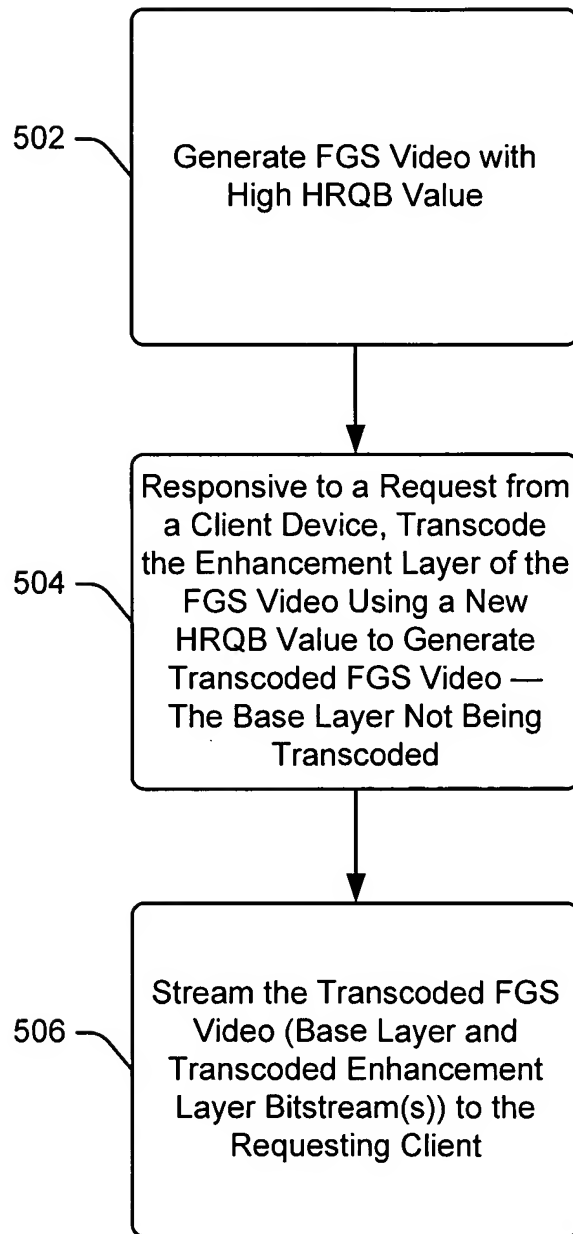 502
Generate FGS Video with
High HRQB Value
504
Responsive to a Request from
a Client Device, Transcode
the Enhancement Layer of the
FGS Video Using a New
HRQB Value to Generate
Transcoded FGS Video —
The Base Layer Not Being
Transcoded
506
Stream the Transcoded FGS
Video (Base Layer and
Transcoded Enhancement
Layer Bitstream(s)) to the
Requesting Client